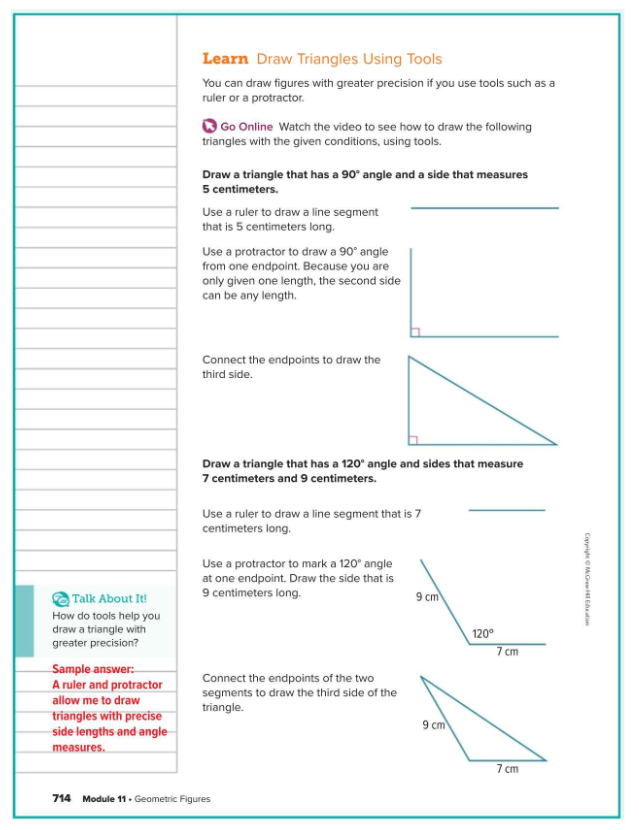 Learn Draw Triangles Using Tools
You can draw figures with greater precision if you use tools such as a
ruler or a protractor.
Go Online Watch the video to see how to draw the following
triangles with the given conditions, using tools.
Draw a triangle that has a 90° angle and a side that measures
5 centimeters.
Use a ruler to draw a line segment
that is 5 centimeters long.
Use a protractor to draw a 90° angle
from one endpoint. Because you are
only given one length, the second side
can be any length.
Connect the endpoints to draw the
third side.
Draw a triangle that has a 120° angle and sides that measure
7 centimeters and 9 centimeters.
Use a ruler to draw a line segment that is 7
centimeters long.
Use a protractor to mark a 120° angle
at one endpoint. Draw the side that is
9 centimeters long.
9 cm
120°
7 cm
Connect the endpoints of the two
segments to draw the third side of the
triangle.
9 cm
7 cm
Talk About It!
How do tools help you
draw a triangle with
greater precision?
Sample answer:
A ruler and protractor
allow me to draw
triangles with precise
side lengths and angle
measures.
Copyright © McGraw-Hill Education
714 Module 11 • Geometric Figures